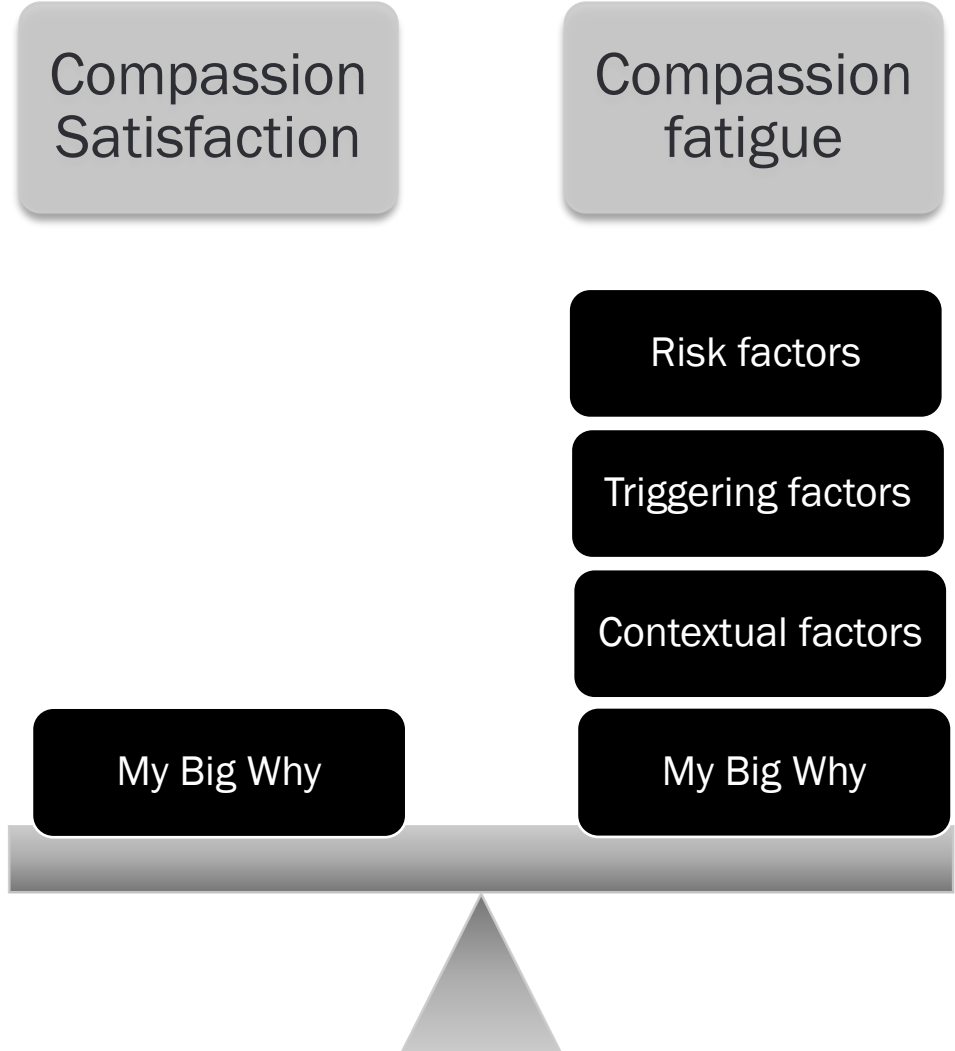 Compassion
Satisfaction
Compassion
fatigue
Risk factors
Triggering factors
Contextual factors
My Big Why
My Big Why